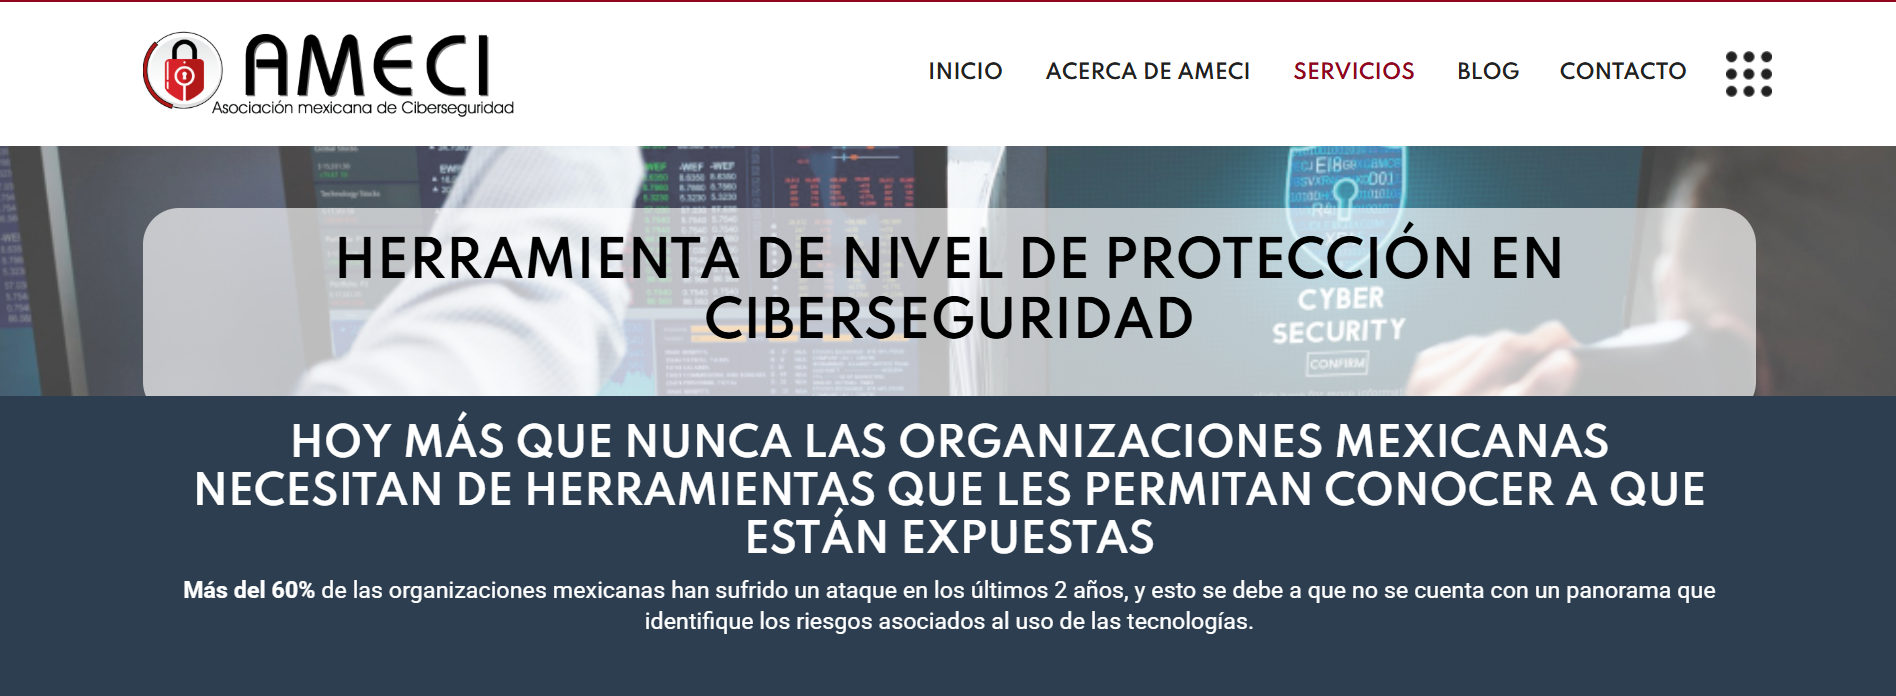 AMECI
Asociación mexicana de Ciberseguridad
INICIO
ACERCA DE AMECI
SERVICIOS
BLOG
CONTACTO
HERRAMIENTA DE NIVEL DE PROTECCIÓN EN
CIBERSEGURIDAD
CYBER
SECURITY
CONFIRM
HOY MÁS QUE NUNCA LAS ORGANIZACIONES MEXICANAS
NECESITAN DE HERRAMIENTAS QUE LES PERMITAN CONOCER A QUE
ESTÁN EXPUESTAS
Más del 60% de las organizaciones mexicanas han sufrido un ataque en los últimos 2 años, y esto se debe a que no se cuenta con un panorama que
identifique los riesgos asociados al uso de las tecnologías.